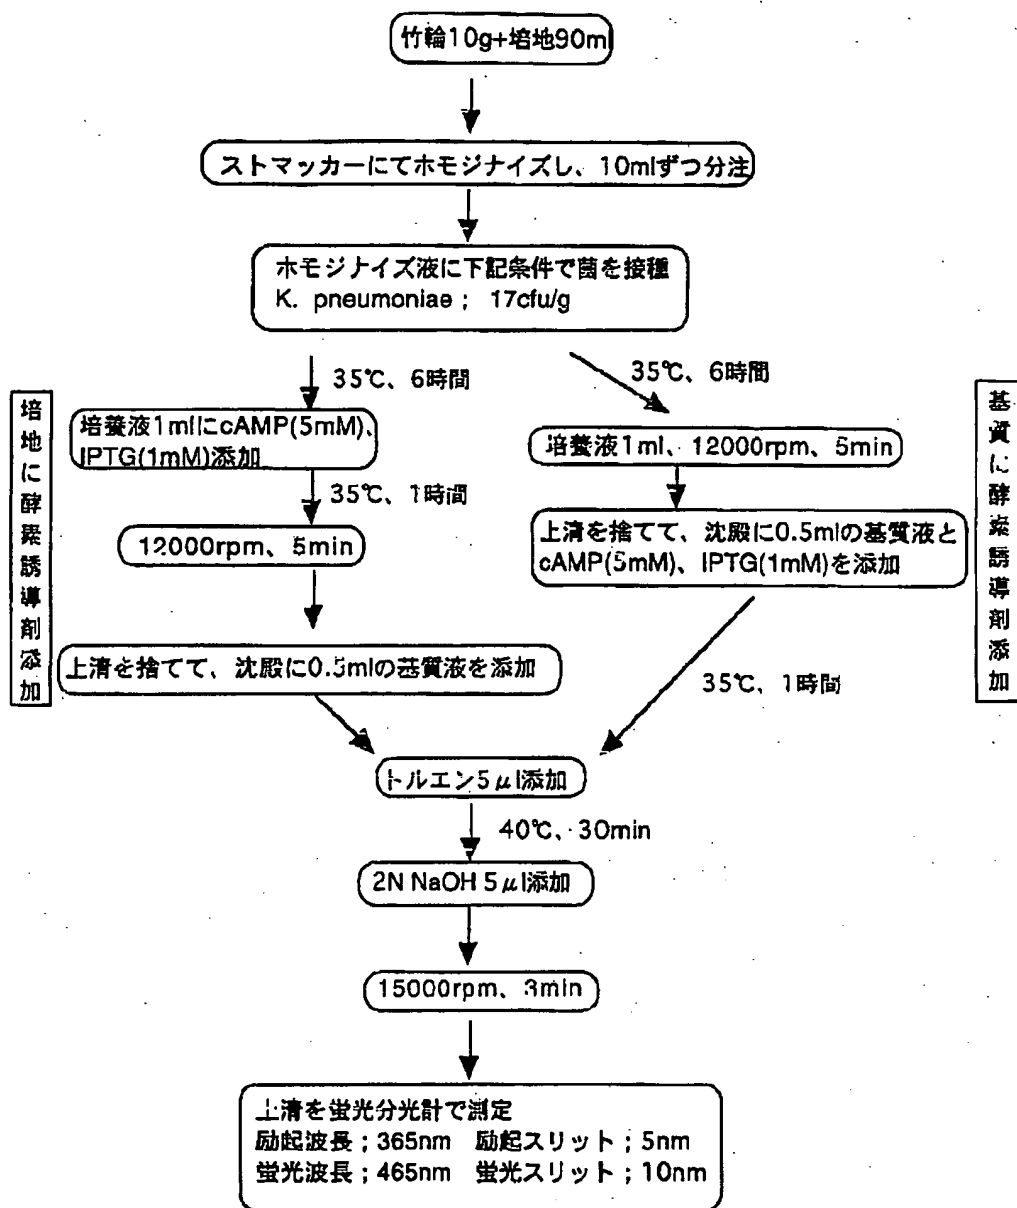 竹輪10g+培地90m
ストマッカーにてホモジナイズし、10mlずつ分注
ホモジナイズ液に下記条件で菌を接種
K. pneumoniae； 17cfu/g
35℃、6時間
35℃、6時間
培地に酵素誘導剤添加
培養液1mlにcAMP(5mM)、
IPTG(1mM)添加
35℃、1時間
12000rpm、5min
上清を捨てて、沈殿に0.5mlの基質液を添加
培養液1ml、12000rpm、5min
上清を捨てて、沈殿に0.5mlの基質液と
cAMP(5mM)、IPTG(1mM)を添加
35℃、1時間
基質に酵素誘導剤添加
トルエン5μl添加
40℃、30min
2N NaOH 5μl添加
15000rpm、3min
上清を蛍光分光計で測定
励起波長；365nm 励起スリット；5nm
蛍光波長；465nm 蛍光スリット；10nm